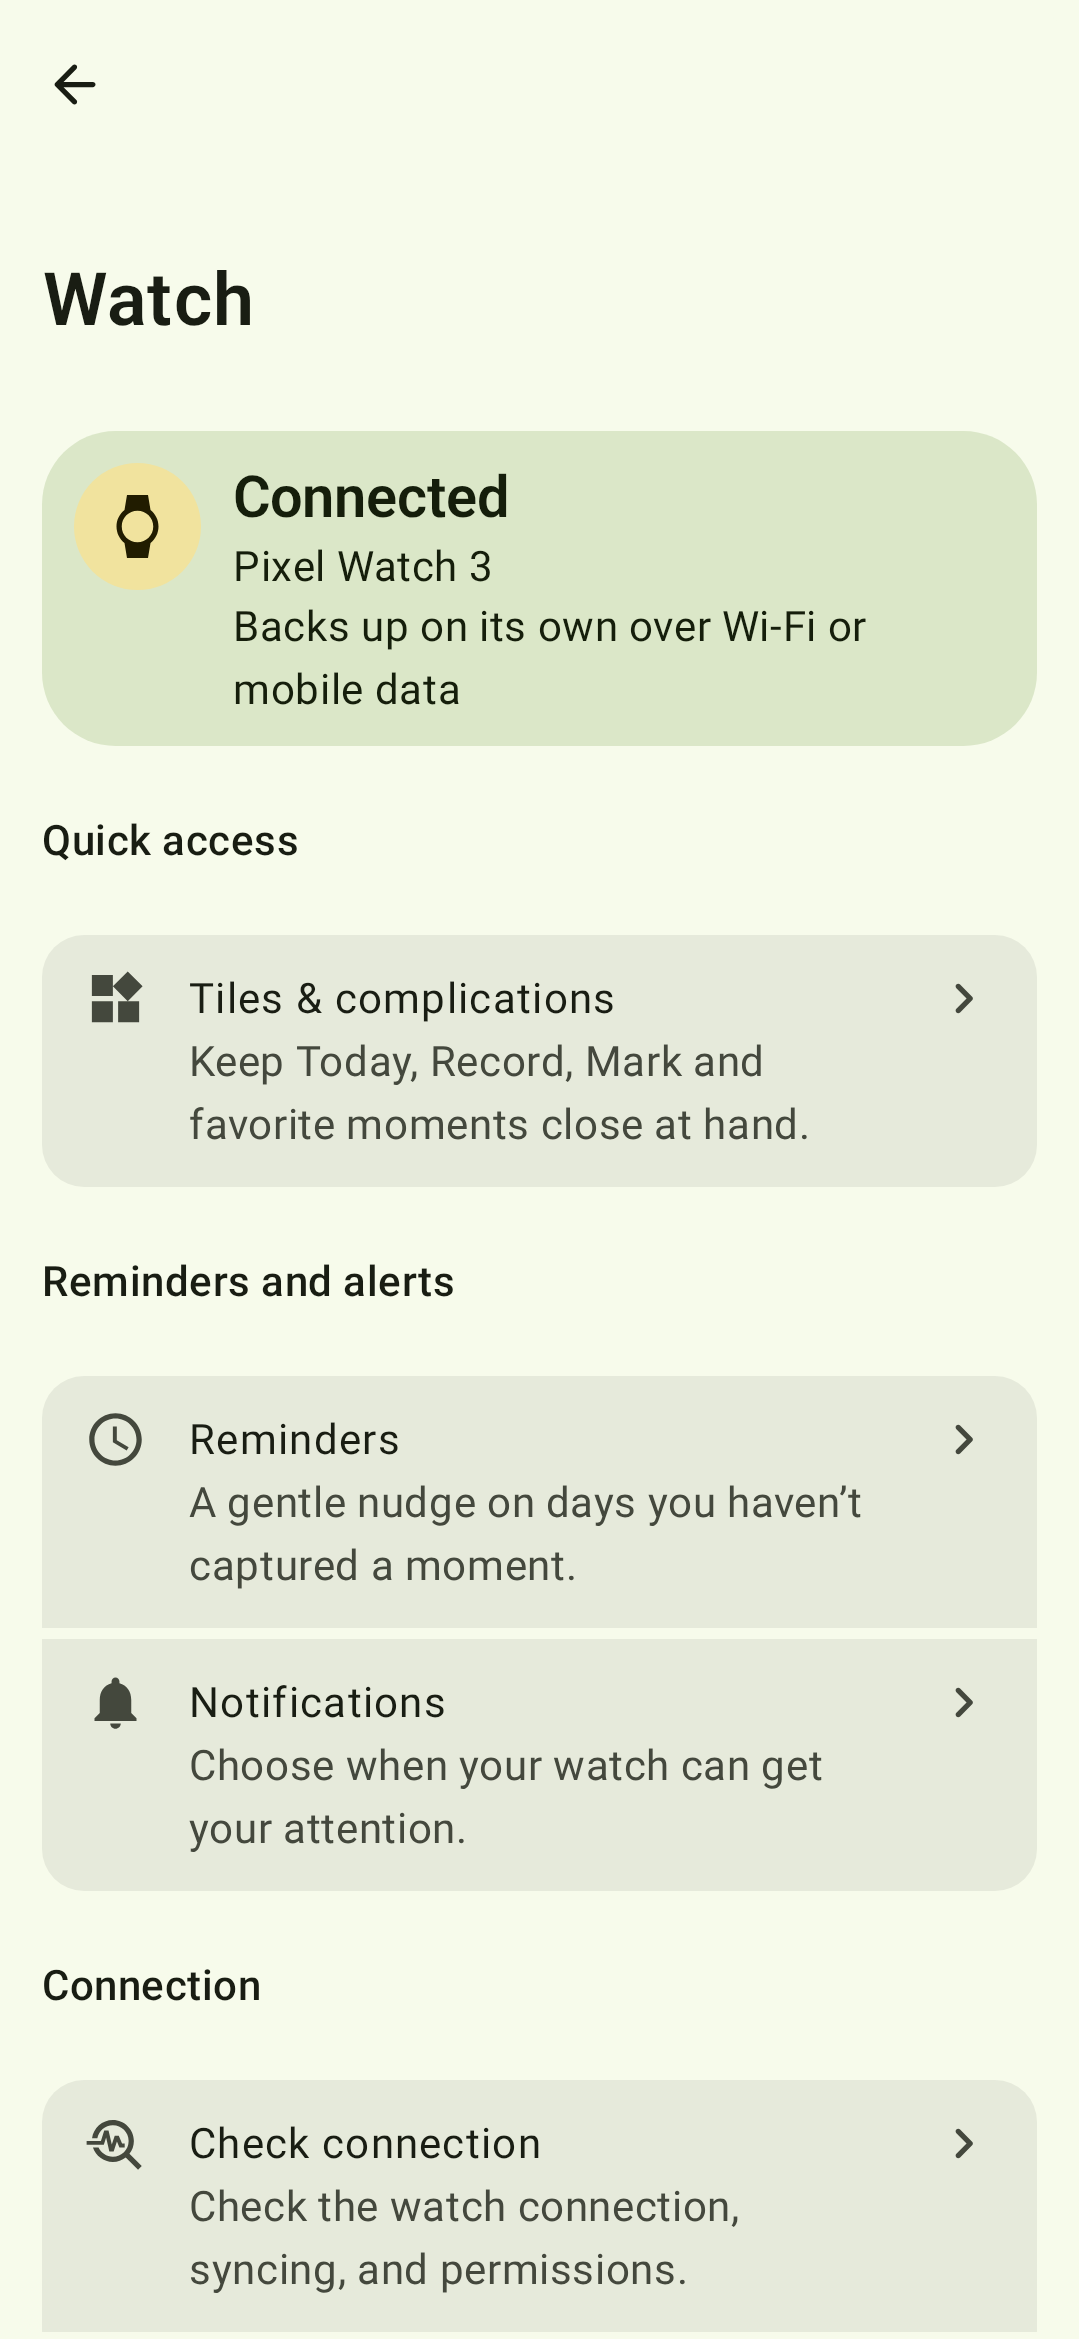 Watch
Connected
Pixel Watch 3
Backs up on its own over Wi-Fi or
mobile data
Quick access
Tiles & complications
Keep Today, Record, Mark and
favorite moments close at hand.
Reminders and alerts
Reminders
A gentle nudge on days you haven’t
captured a moment.
Notifications
Choose when your watch can get
your attention.
Connection
Check connection
Check the watch connection,
syncing, and permissions.